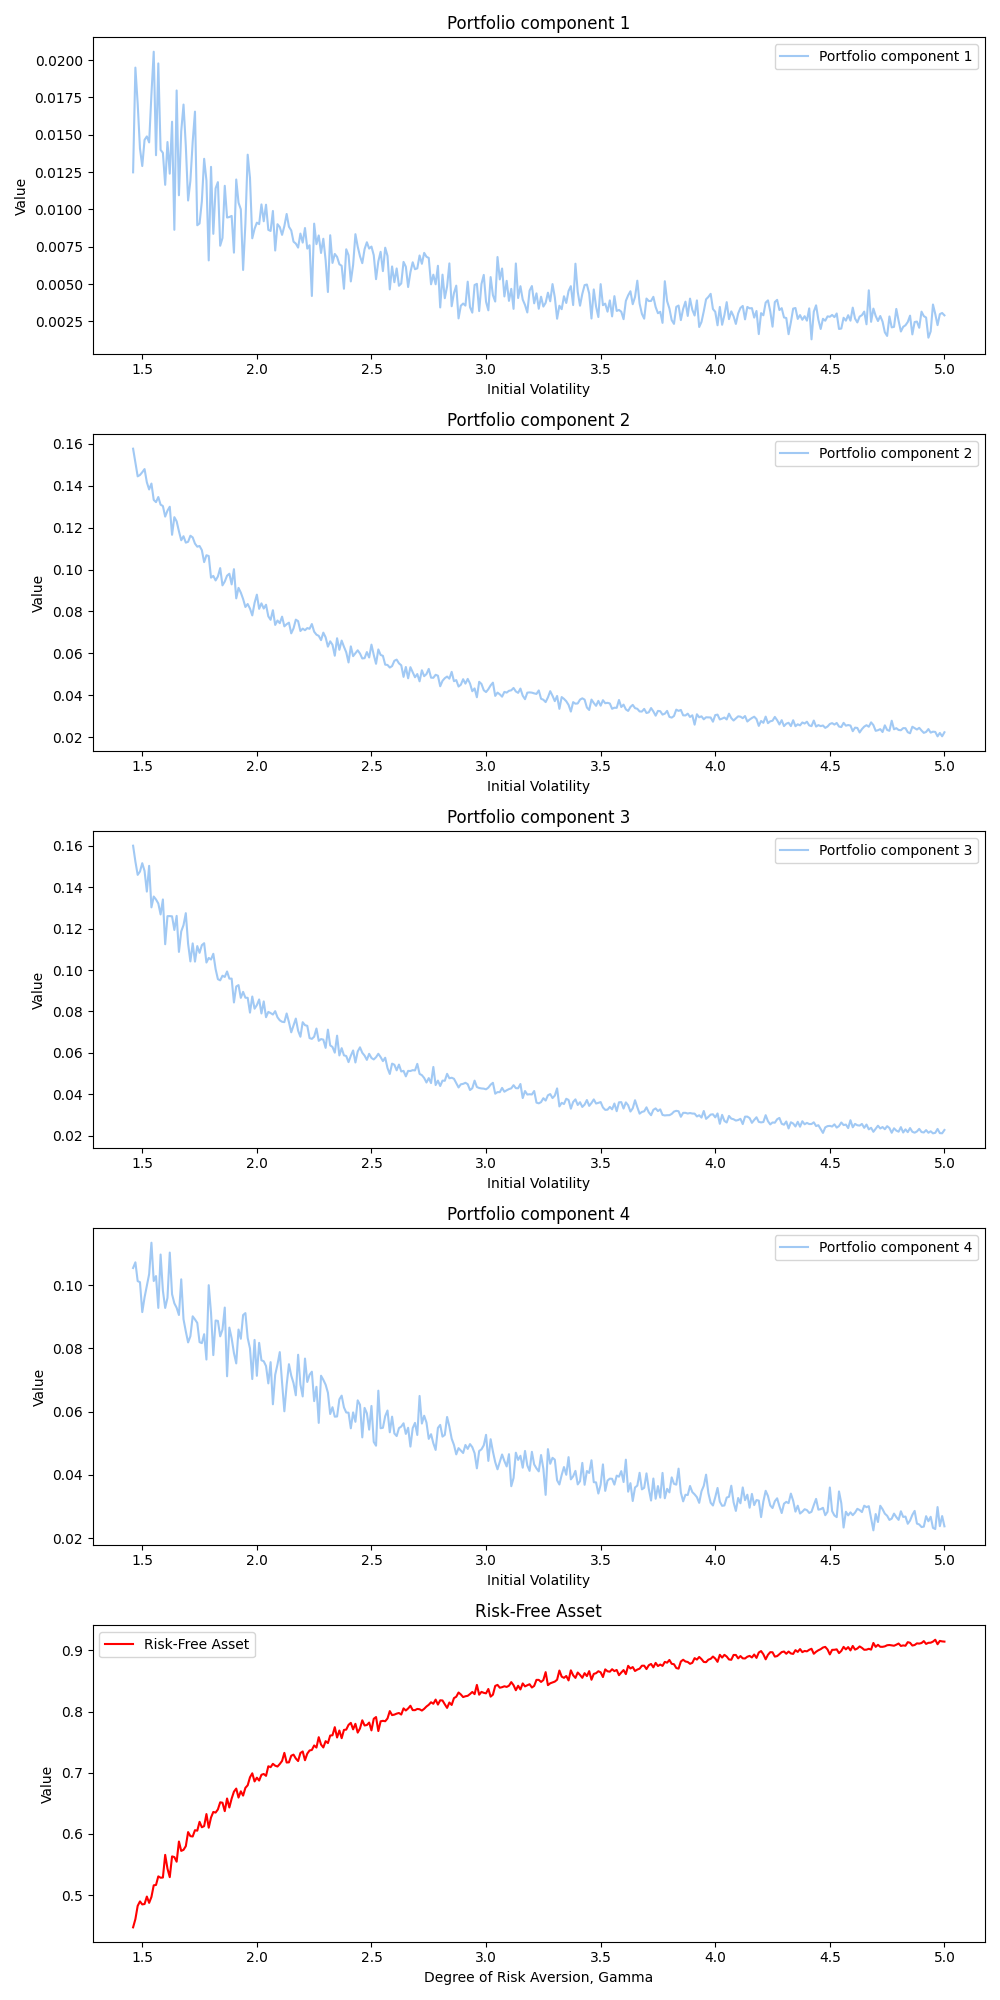 Portfolio component 1
Portfolio component 1
0.0200
0.0175
0.0150
0.0125
0.0100
0.0075
0.0050
0.0025
Value
1.5 2.0 2.5 3.0 3.5 4.0 4.5 5.0
Initial Volatility
Portfolio component 2
Portfolio component 2
0.16
0.14
0.12
0.10
0.08
0.06
0.04
0.02
Value
1.5 2.0 2.5 3.0 3.5 4.0 4.5 5.0
Initial Volatility
Portfolio component 3
Portfolio component 3
0.16
0.14
0.12
0.10
0.08
0.06
0.04
0.02
Value
1.5 2.0 2.5 3.0 3.5 4.0 4.5 5.0
Initial Volatility
Portfolio component 4
Portfolio component 4
0.10
0.08
0.06
0.04
0.02
Value
1.5 2.0 2.5 3.0 3.5 4.0 4.5 5.0
Initial Volatility
Risk-Free Asset
Risk-Free Asset
0.9
0.8
0.7
0.6
0.5
Value
1.5 2.0 2.5 3.0 3.5 4.0 4.5 5.0
Degree of Risk Aversion, Gamma